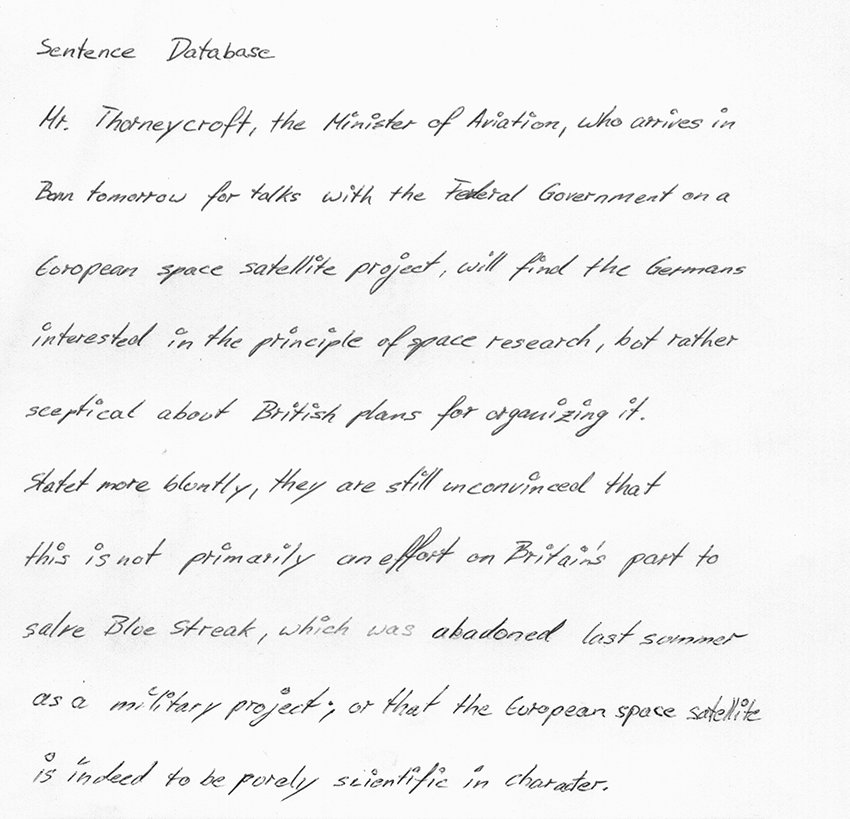 Sentence Database
Mr. Thorneycroft, the Minister of Aviation, who arrives in
Bonn tomorrow for talks with the Federal Government on a
European space satellite project, will find the Germans
interested in the principle of space research, but rather
sceptical about British plans for organizing it.
Statet more bluntly, they are still unconvinced that
this is not primarily an effort on Britain's part to
salve Blue Streak, which was abadoned last summer
as a military project; or that the European space satellite
is indeed to be purely scientific in character.